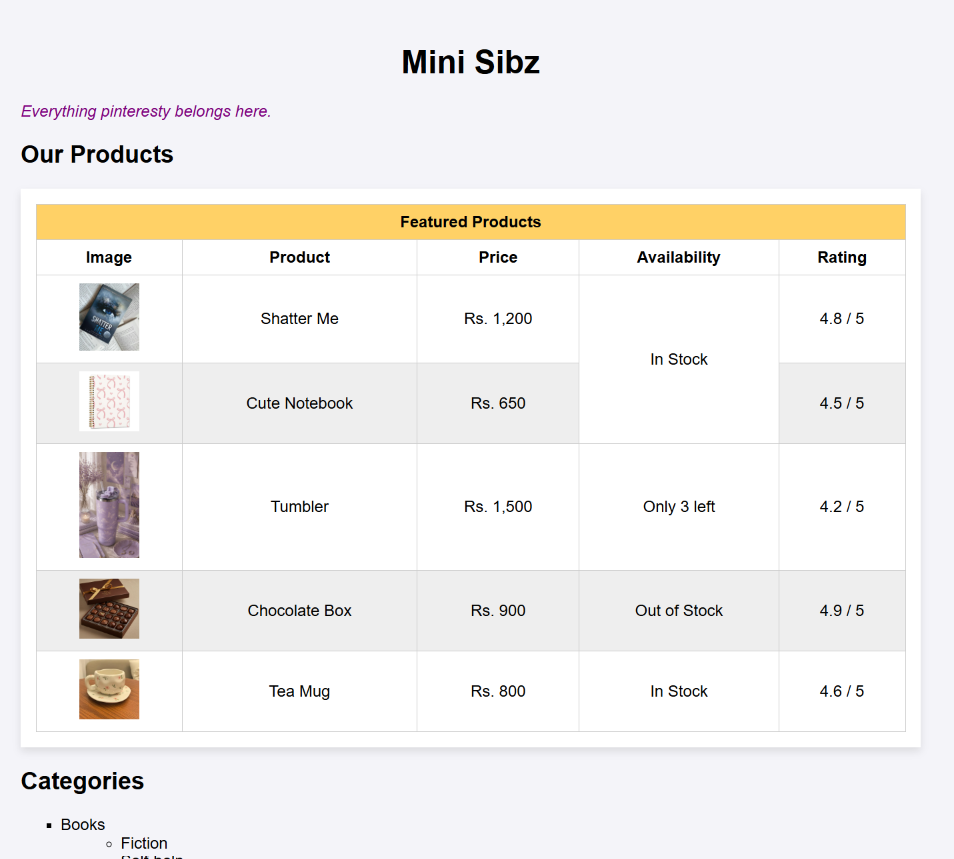 Mini Sibz
Everything pinteresty belongs here.
Our Products
Featured Products
Image Product Price Availability Rating
SHATTER ME
Shatter Me Rs. 1,200 In Stock 4.8 / 5
Cute Notebook Rs. 650 4.5 / 5
Tumbler Rs. 1,500 Only 3 left 4.2 / 5
Chocolate Box Rs. 900 Out of Stock 4.9 / 5
Tea Mug Rs. 800 In Stock 4.6 / 5
Categories
Books
Fiction